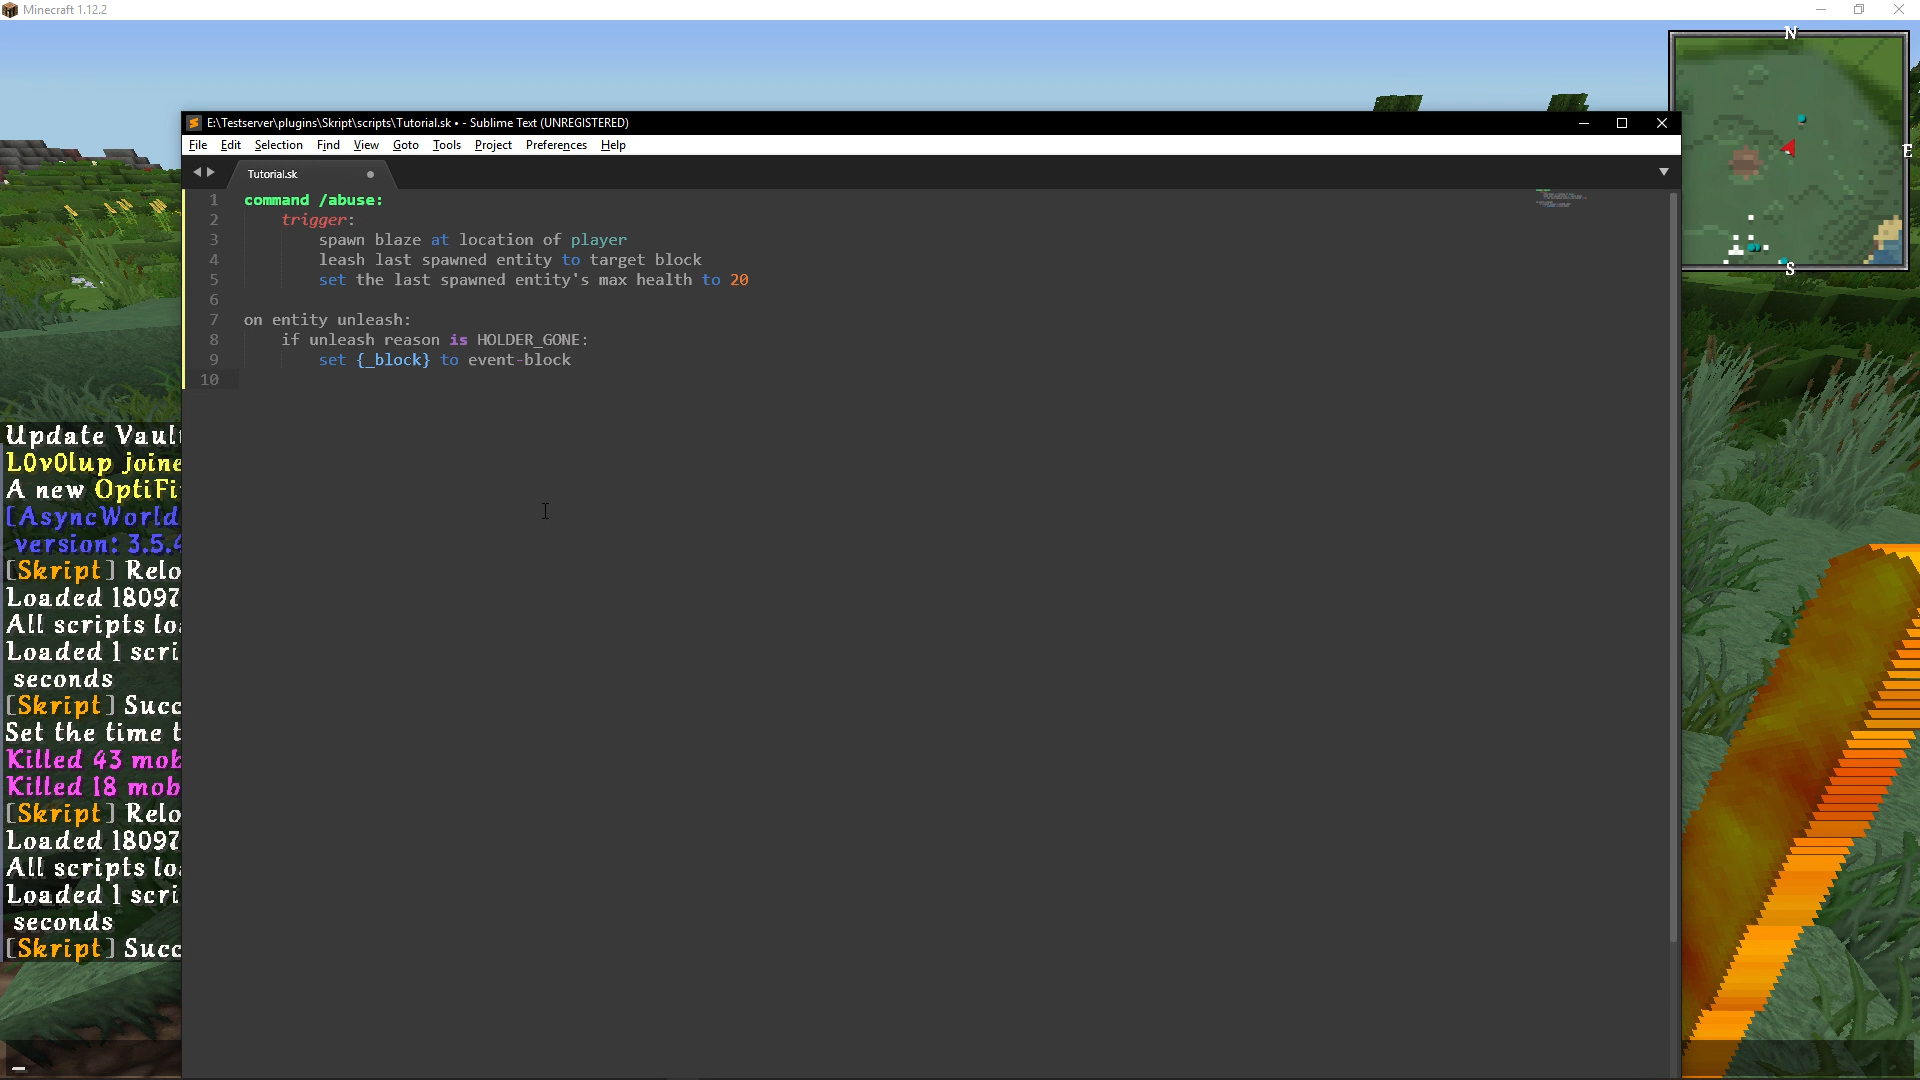 Minecraft 1.12.2
N
E
S
E:\Testserver\plugins\Skript\scripts\Tutorial.sk • - Sublime Text (UNREGISTERED)
File Edit Selection Find View Goto Tools Project Preferences Help
Tutorial.sk
1 command /abuse:
2 trigger:
3 spawn blaze at location of player
4 leash last spawned entity to target block
5 set the last spawned entity's max health to 20
6
7 on entity unleash:
8 if unleash reason is HOLDER_GONE:
9 set {_block} to event-block
10
Update Vaul
L0v0lup joine
A new OptiFi
[AsyncWorld
version: 3.5.4
[Skript] Relo
Loaded 18097
All scripts loa
Loaded 1 scri
seconds
[Skript] Succ
Set the time t
Killed 43 mob
Killed 18 mob
[Skript] Relo
Loaded 18097
All scripts loa
Loaded 1 scri
seconds
[Skript] Succ